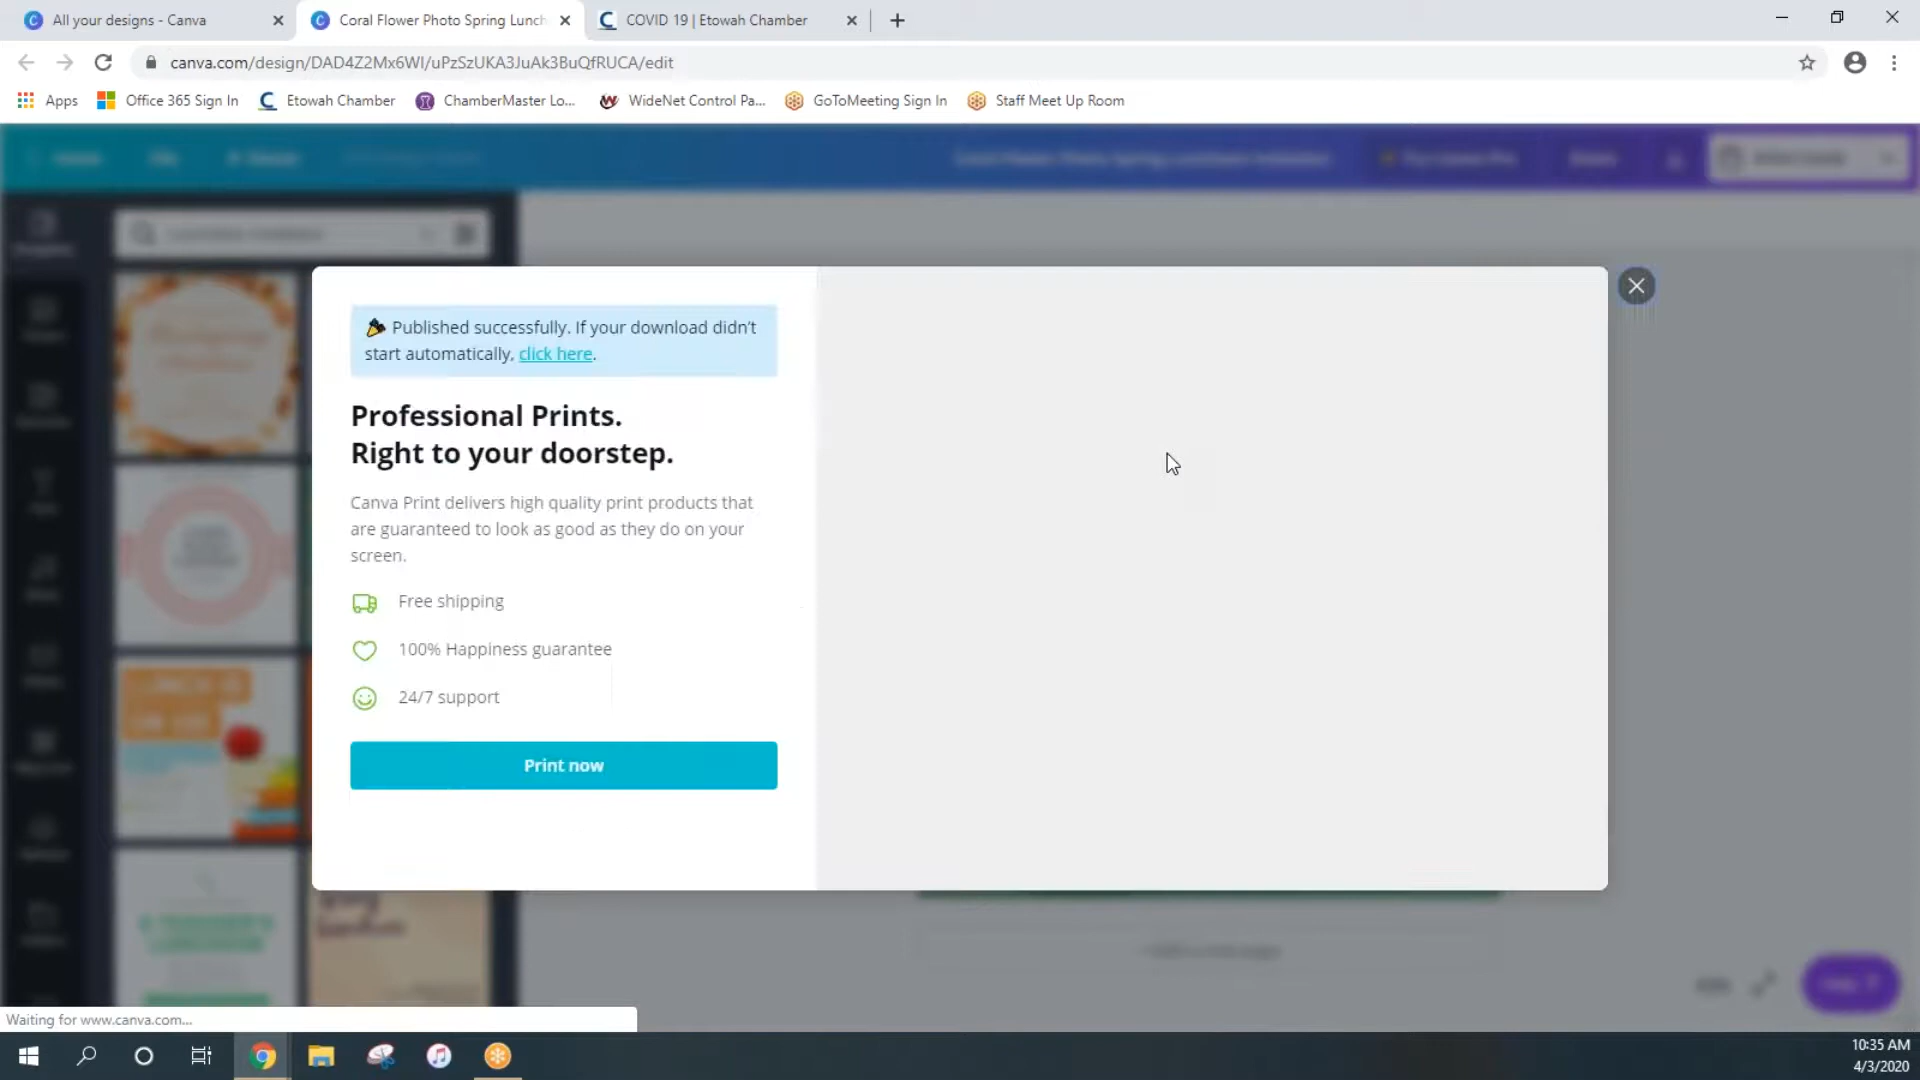 All your designs - Canva
Coral Flower Photo Spring Lunch
COVID 19 | Etowah Chamber
canva.com/design/DAD4Z2Mx6WI/uPzSzUKA3JuAk3BuQfRUCA/edit
Apps
Office 365 Sign In
Etowah Chamber
ChamberMaster Lo...
WideNet Control Pa...
GoToMeeting Sign In
Staff Meet Up Room
Published successfully. If your download didn't
start automatically, click here.
Professional Prints.
Right to your doorstep.
Canva Print delivers high quality print products that
are guaranteed to look as good as they do on your
screen.
Free shipping
100% Happiness guarantee
24/7 support
Print now
Waiting for www.canva.com...
10:35 AM
4/3/2020